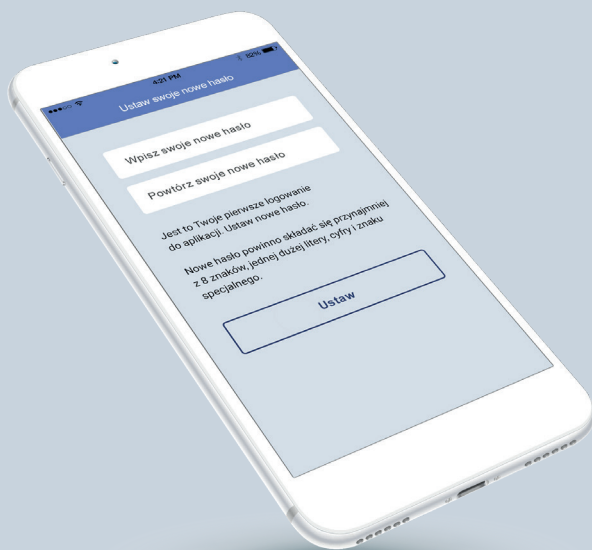 4:21 PM 82%
Ustaw swoje nowe hasło
Wpisz swoje nowe hasło
Powtórz swoje nowe hasło
Jest to Twoje pierwsze logowanie
do aplikacji. Ustaw nowe hasło.
Nowe hasło powinno składać się przynajmniej
z 8 znaków, jednej dużej litery, cyfry i znaku
specjalnego.
Ustaw